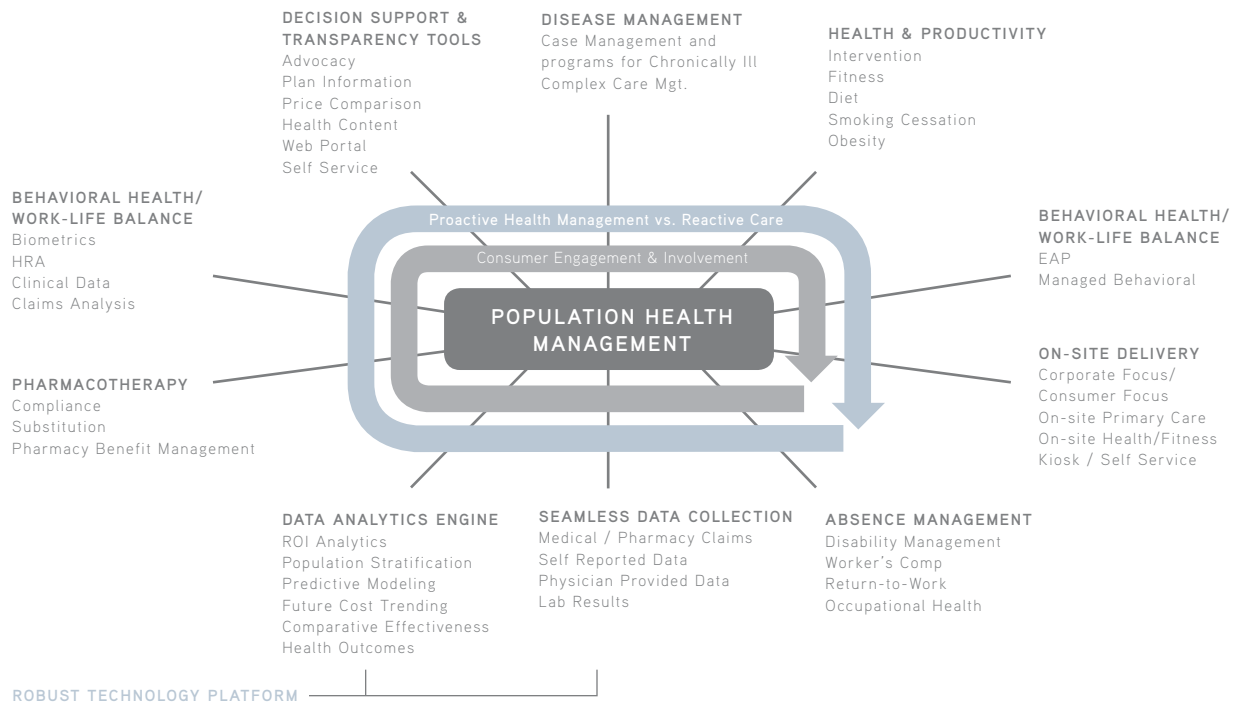 DECISION SUPPORT &
TRANSPARENCY TOOLS
Advocacy
Plan Information
Price Comparison
Health Content
Web Portal
Self Service
DISEASE MANAGEMENT
Case Management and
programs for Chronically Ill
Complex Care Mgt.
HEALTH & PRODUCTIVITY
Intervention
Fitness
Diet
Smoking Cessation
Obesity
BEHAVIORAL HEALTH/
WORK-LIFE BALANCE
Biometrics
HRA
Clinical Data
Claims Analysis
Proactive Health Management vs. Reactive Care
Consumer Engagement & Involvement
POPULATION HEALTH
MANAGEMENT
BEHAVIORAL HEALTH/
WORK-LIFE BALANCE
EAP
Managed Behavioral
PHARMACOTHERAPY
Compliance
Substitution
Pharmacy Benefit Management
ON-SITE DELIVERY
Corporate Focus/
Consumer Focus
On-site Primary Care
On-site Health/Fitness
Kiosk / Self Service
DATA ANALYTICS ENGINE
ROI Analytics
Population Stratification
Predictive Modeling
Future Cost Trending
Comparative Effectiveness
Health Outcomes
SEAMLESS DATA COLLECTION
Medical / Pharmacy Claims
Self Reported Data
Physician Provided Data
Lab Results
ABSENCE MANAGEMENT
Disability Management
Worker's Comp
Return-to-Work
Occupational Health
ROBUST TECHNOLOGY PLATFORM